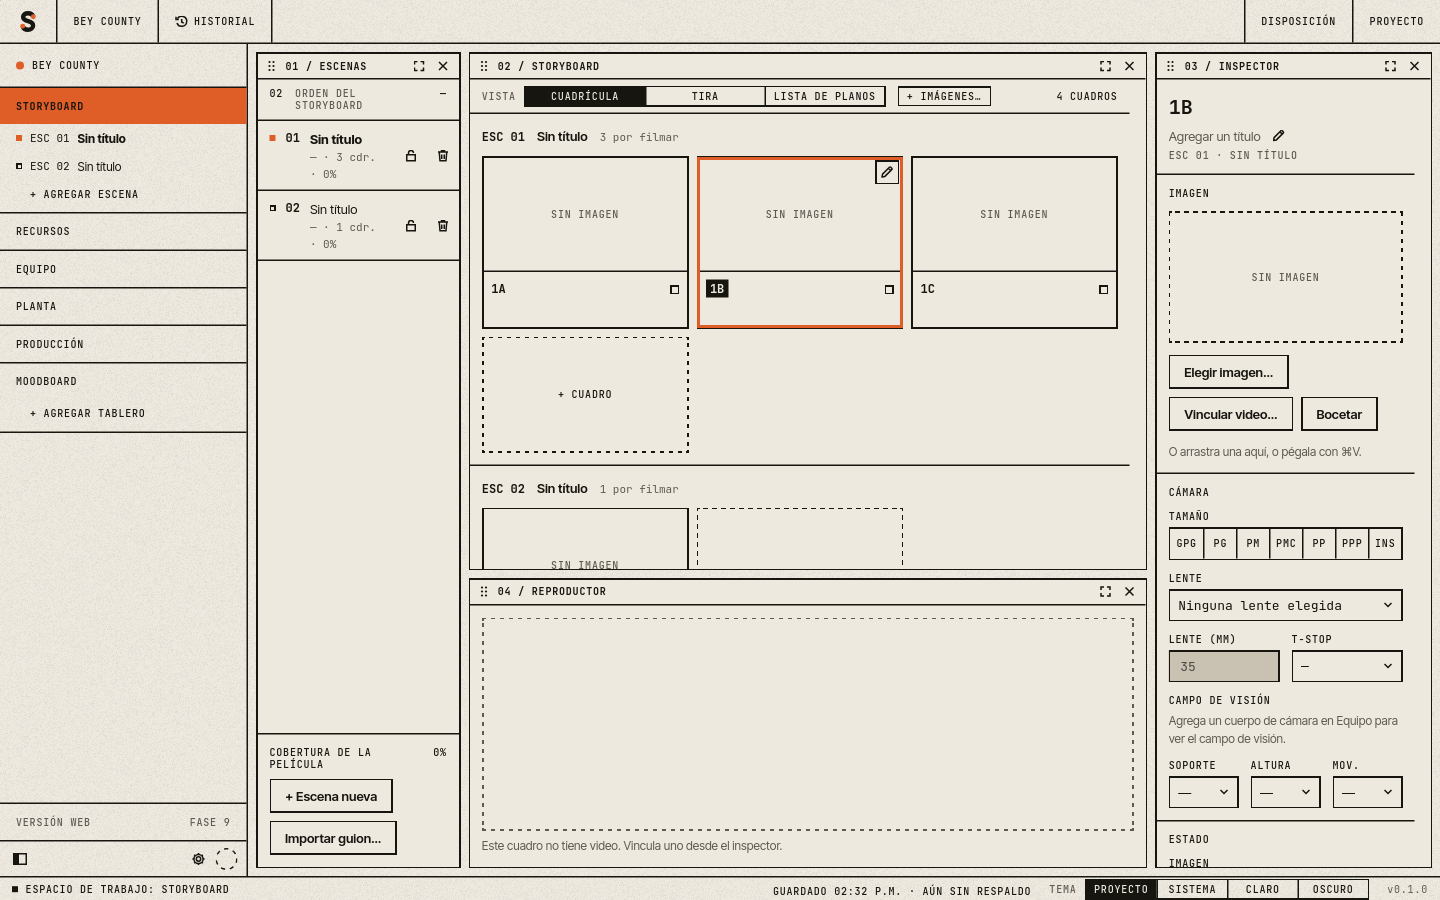 S
BEY COUNTY
HISTORIAL
DISPOSICIÓN
PROYECTO
BEY COUNTY
STORYBOARD
ESC 01 Sin título
ESC 02 Sin título
+ AGREGAR ESCENA
RECURSOS
EQUIPO
PLANTA
PRODUCCIÓN
MOODBOARD
+ AGREGAR TABLERO
VERSIÓN WEB
FASE 9
01 / ESCENAS
02 ORDEN DEL —
STORYBOARD
01 Sin título
— · 3 cdr.
· 0%
02 Sin título
— · 1 cdr.
· 0%
COBERTURA DE LA 0%
PELÍCULA
+ Escena nueva
Importar guion...
02 / STORYBOARD
VISTA CUADRÍCULA TIRA LISTA DE PLANOS + IMÁGENES… 4 CUADROS
ESC 01 Sin título 3 por filmar
SIN IMAGEN
SIN IMAGEN
SIN IMAGEN
1A
1B
1C
+ CUADRO
ESC 02 Sin título 1 por filmar
SIN IMAGEN
04 / REPRODUCTOR
Este cuadro no tiene video. Vincula uno desde el inspector.
03 / INSPECTOR
1B
Agregar un título
ESC 01 · SIN TÍTULO
IMAGEN
SIN IMAGEN
Elegir imagen...
Vincular video...
Bocetar
O arrastra una aquí, o pégala con ⌘V.
CÁMARA
TAMAÑO
GPG PG PM PMC PP PPP INS
LENTE
Ninguna lente elegida
LENTE (MM) T-STOP
35 —
CAMPO DE VISIÓN
Agrega un cuerpo de cámara en Equipo para
ver el campo de visión.
SOPORTE ALTURA MOV.
— — —
ESTADO
IMAGEN
ESPACIO DE TRABAJO: STORYBOARD
GUARDADO 02:32 P.M. · AÚN SIN RESPALDO
TEMA PROYECTO SISTEMA CLARO OSCURO
v0.1.0